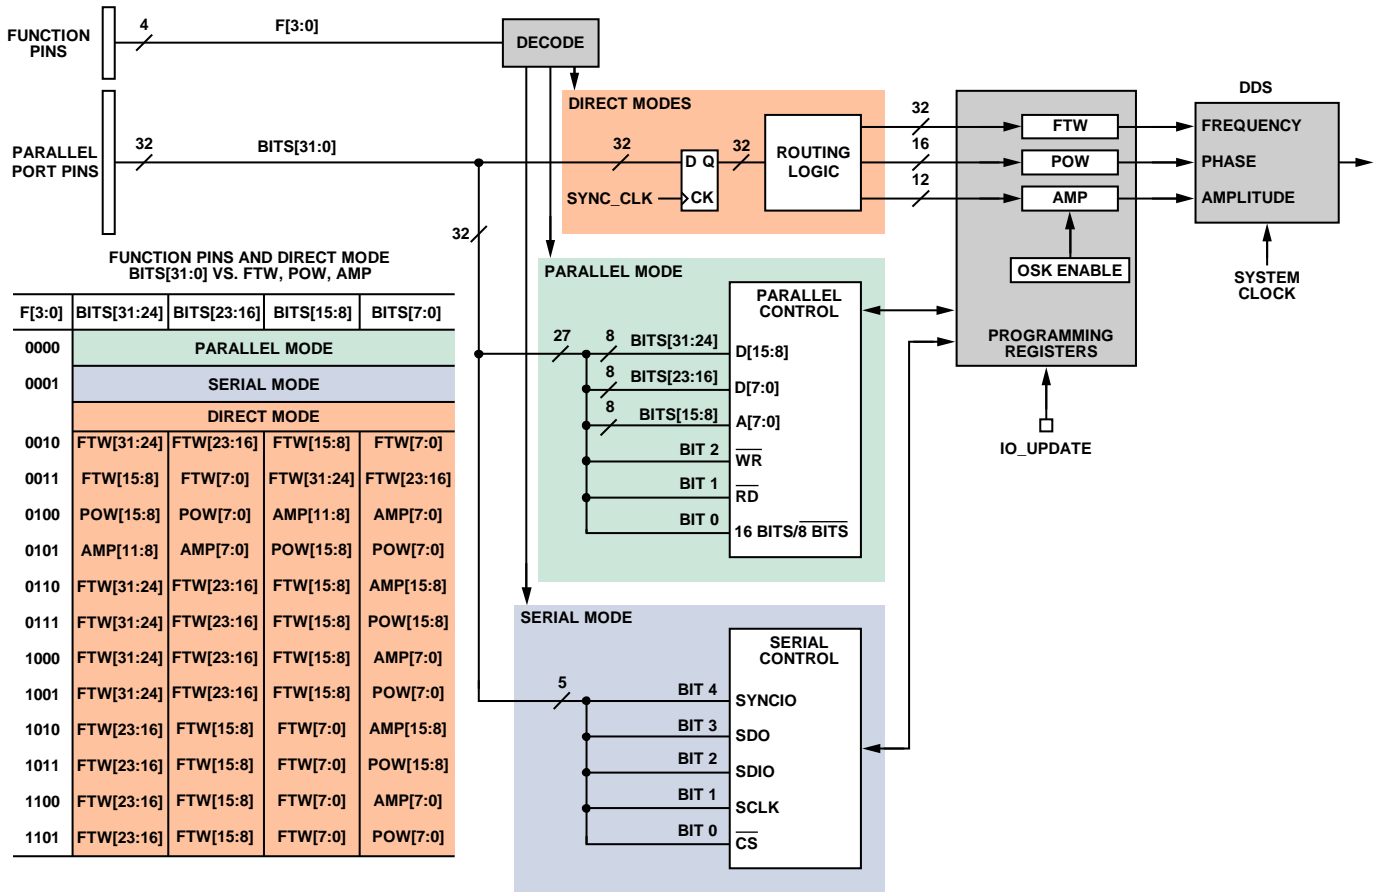 FUNCTION
PINS
4
F[3:0]
DECODE
PARALLEL
PORT PINS
32
BITS[31:0]
32
DIRECT MODES
32
D Q
CK
SYNC_CLK
32
ROUTING
LOGIC
32
16
12
FTW
POW
AMP
OSK ENABLE
PROGRAMMING
REGISTERS
IO_UPDATE
DDS
FREQUENCY
PHASE
AMPLITUDE
SYSTEM
CLOCK
FUNCTION PINS AND DIRECT MODE
BITS[31:0] VS. FTW, POW, AMP
F[3:0] BITS[31:24] BITS[23:16] BITS[15:8] BITS[7:0]
0000 PARALLEL MODE
0001 SERIAL MODE
DIRECT MODE
0010 FTW[31:24] FTW[23:16] FTW[15:8] FTW[7:0]
0011 FTW[15:8] FTW[7:0] FTW[31:24] FTW[23:16]
0100 POW[15:8] POW[7:0] AMP[11:8] AMP[7:0]
0101 AMP[11:8] AMP[7:0] POW[15:8] POW[7:0]
0110 FTW[31:24] FTW[23:16] FTW[15:8] AMP[15:8]
0111 FTW[31:24] FTW[23:16] FTW[15:8] POW[15:8]
1000 FTW[31:24] FTW[23:16] FTW[15:8] AMP[7:0]
1001 FTW[31:24] FTW[23:16] FTW[15:8] POW[7:0]
1010 FTW[23:16] FTW[15:8] FTW[7:0] AMP[15:8]
1011 FTW[23:16] FTW[15:8] FTW[7:0] POW[15:8]
1100 FTW[23:16] FTW[15:8] FTW[7:0] AMP[7:0]
1101 FTW[23:16] FTW[15:8] FTW[7:0] POW[7:0]
PARALLEL MODE
PARALLEL
CONTROL
27
8 BITS[31:24] D[15:8]
8 BITS[23:16] D[7:0]
8 BITS[15:8] A[7:0]
BIT 2 WR
BIT 1 RD
BIT 0 16 BITS/8 BITS
SERIAL MODE
SERIAL
CONTROL
5
BIT 4 SYNCIO
BIT 3 SDO
BIT 2 SDIO
BIT 1 SCLK
BIT 0 CS